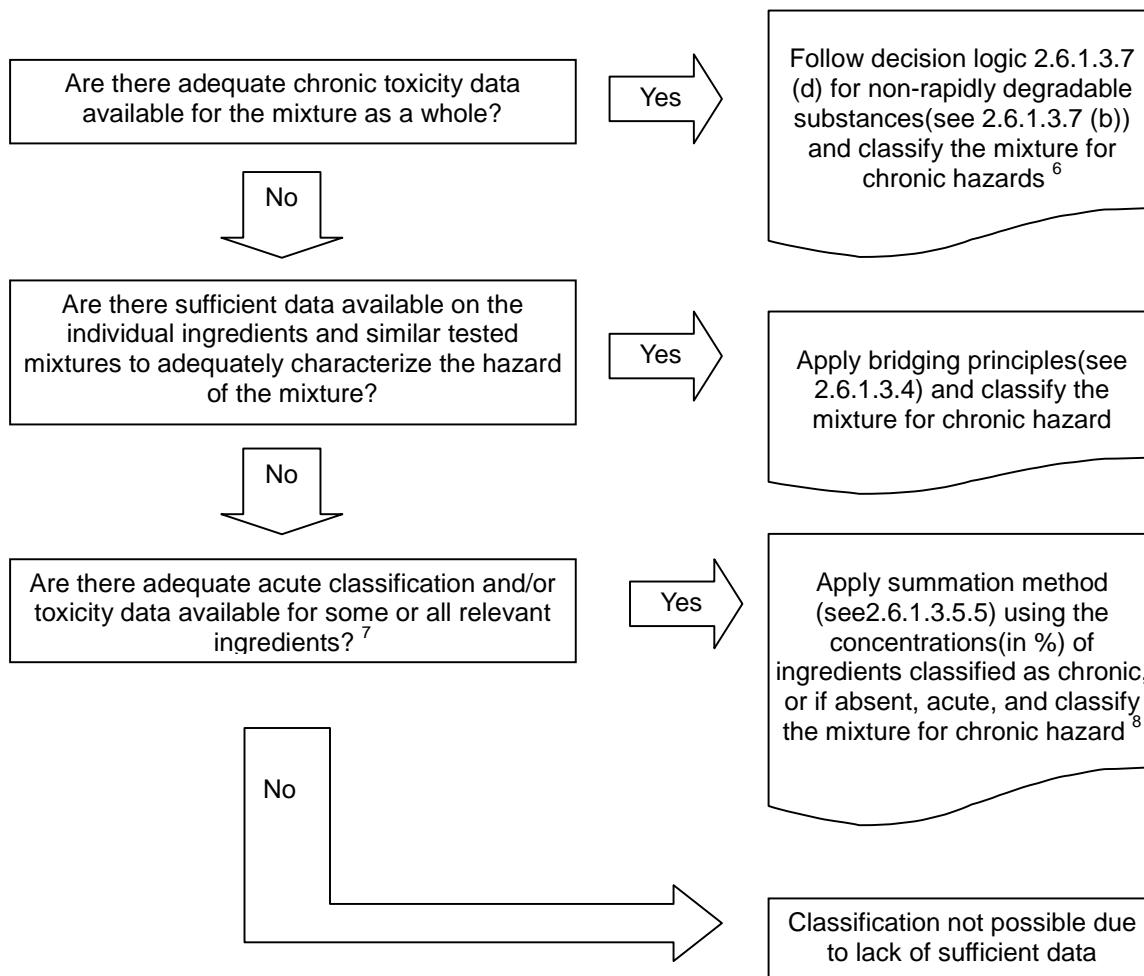 Are there adequate chronic toxicity data
available for the mixture as a whole?
Yes
Follow decision logic 2.6.1.3.7
(d) for non-rapidly degradable
substances(see 2.6.1.3.7 (b))
and classify the mixture for
chronic hazards 6
No
Are there sufficient data available on the
individual ingredients and similar tested
mixtures to adequately characterize the hazard
of the mixture?
Yes
Apply bridging principles(see
2.6.1.3.4) and classify the
mixture for chronic hazard
No
Are there adequate acute classification and/or
toxicity data available for some or all relevant
ingredients? 7
Yes
Apply summation method
(see2.6.1.3.5.5) using the
concentrations(in %) of
ingredients classified as chronic,
or if absent, acute, and classify
the mixture for chronic hazard 8
No
Classification not possible due
to lack of sufficient data